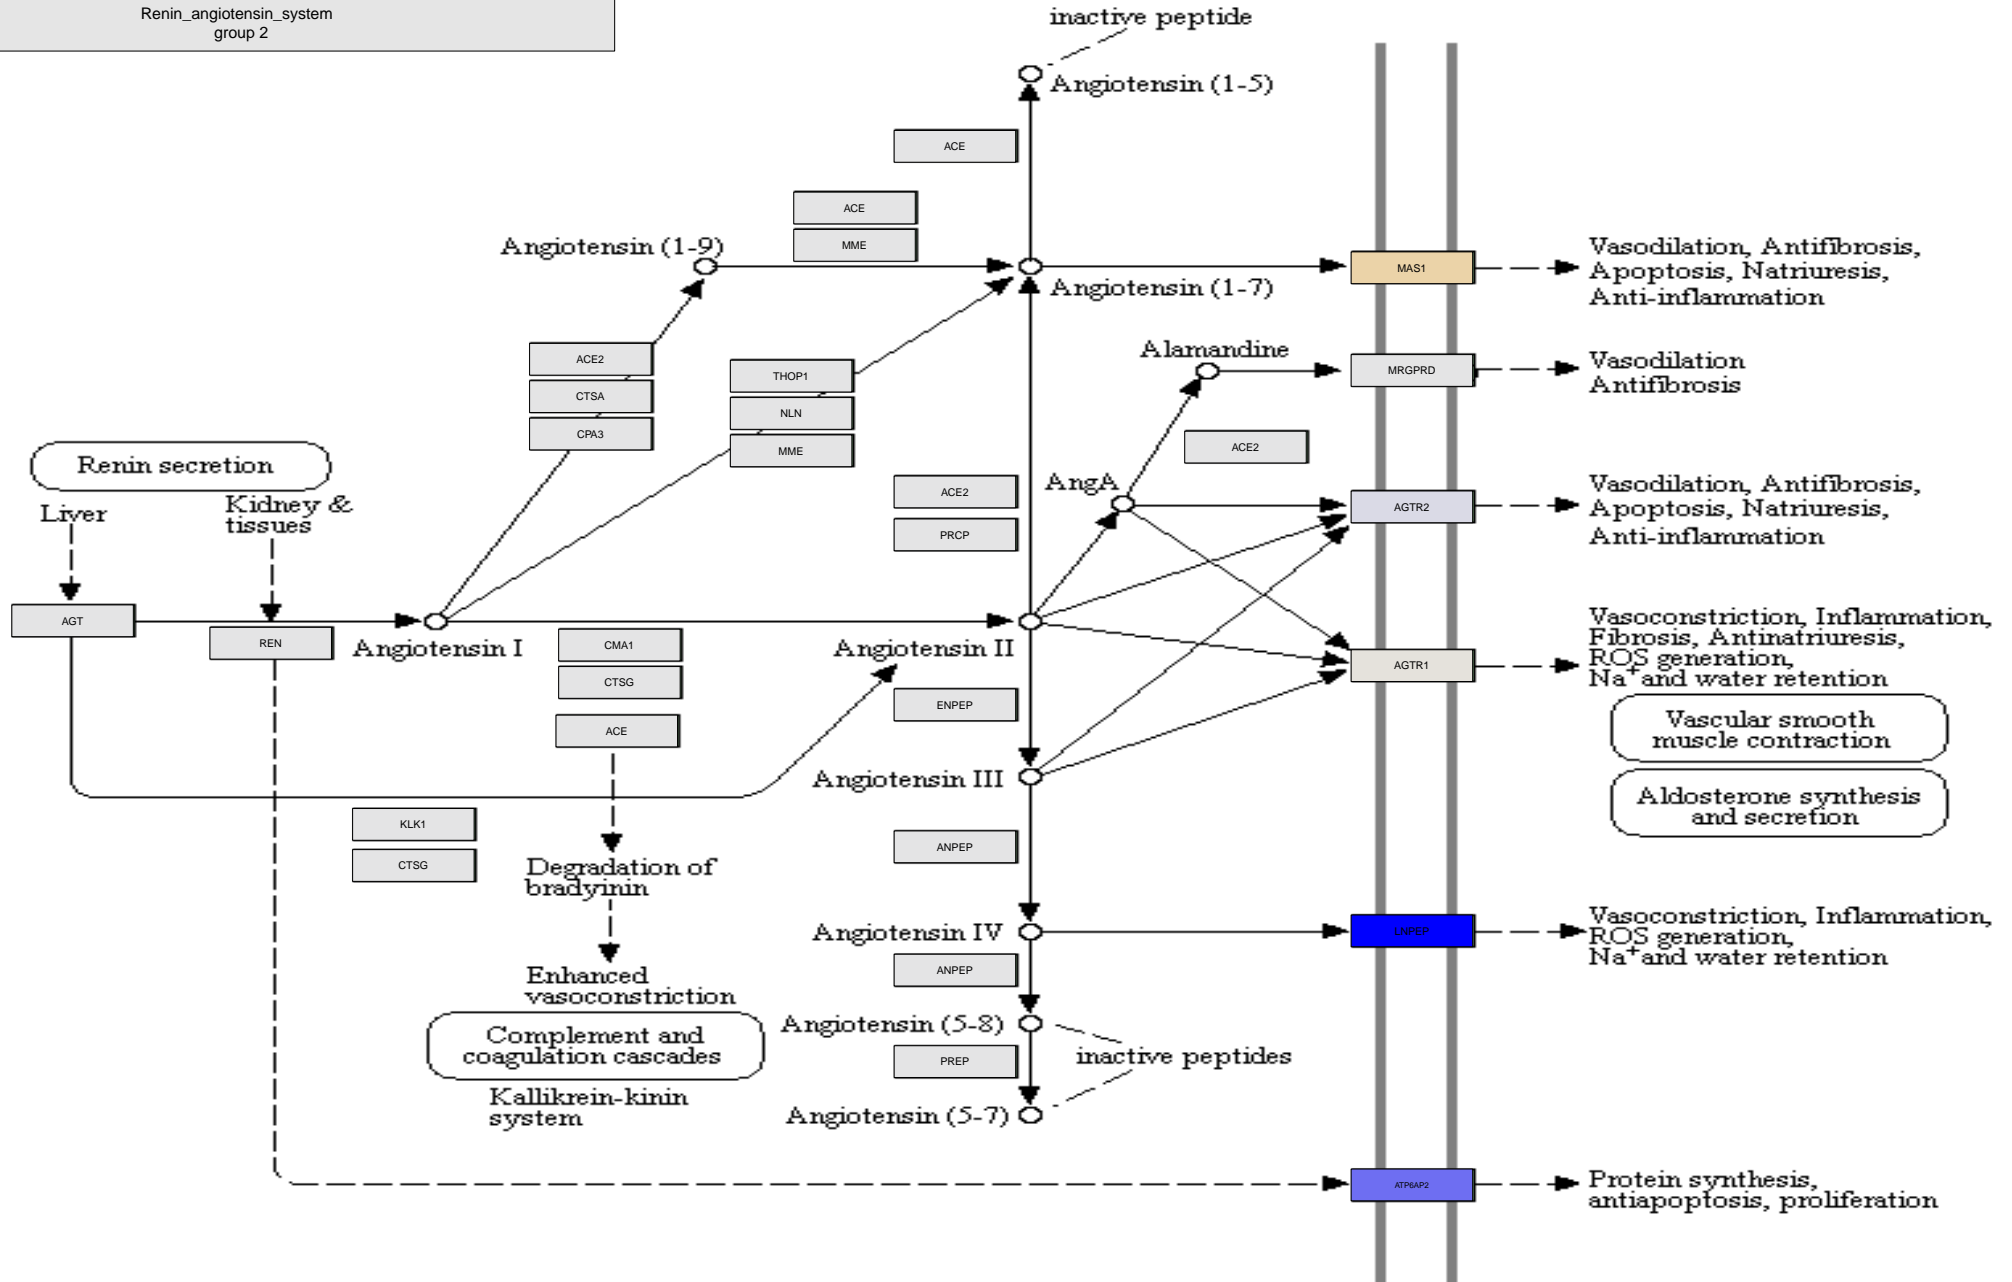 Renin_angiotensin_system
group 2
inactive peptide
Angiotensin (1-5)
ACE
ACE
MME
Angiotensin (1-9)
Angiotensin (1-7)
MAS1
Vasodilation, Antifibrosis,
Apoptosis, Natriuresis,
Anti-inflammation
ACE2
CTSA
CPA3
THOP1
NLN
MME
Alamandine
MRGPRD
Vasodilation
Antifibrosis
ACE2
Renin secretion
Liver
Kidney &
tissues
ACE2
PRCP
AngA
AGTR2
Vasodilation, Antifibrosis,
Apoptosis, Natriuresis,
Anti-inflammation
AGT
REN
Angiotensin I
CMA1
CTSG
ACE
Angiotensin II
ENPEP
AGTR1
Vasoconstriction, Inflammation,
Fibrosis, Antinatriuresis,
ROS generation,
Na+and water retention
Vascular smooth
muscle contraction
Aldosterone synthesis
and secretion
Angiotensin III
KLK1
CTSG
Degradation of
bradyinin
ANPEP
Angiotensin IV
LNPEP
Vasoconstriction, Inflammation,
ROS generation,
Na+and water retention
ANPEP
Enhanced
vasoconstriction
Complement and
coagulation cascades
Kallikrein-kinin
system
Angiotensin (5-8)
PREP
inactive peptides
Angiotensin (5-7)
ATP6AP2
Protein synthesis,
antiapoptosis, proliferation